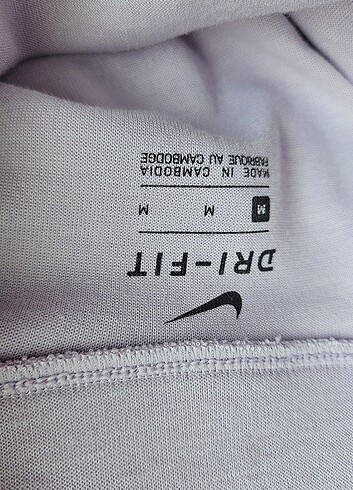 DRI-FIT
M M M
MADE IN CAMBODIA
FABRIQUE AU CAMBODGE